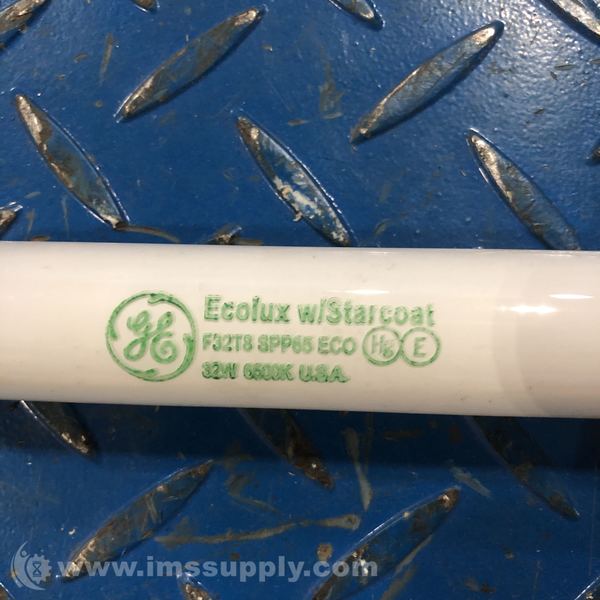 GE Ecolux w/Starcoat
F32T8 SPP65 ECO Hg E
32W 6500K U.S.A.
www.imssupply.com